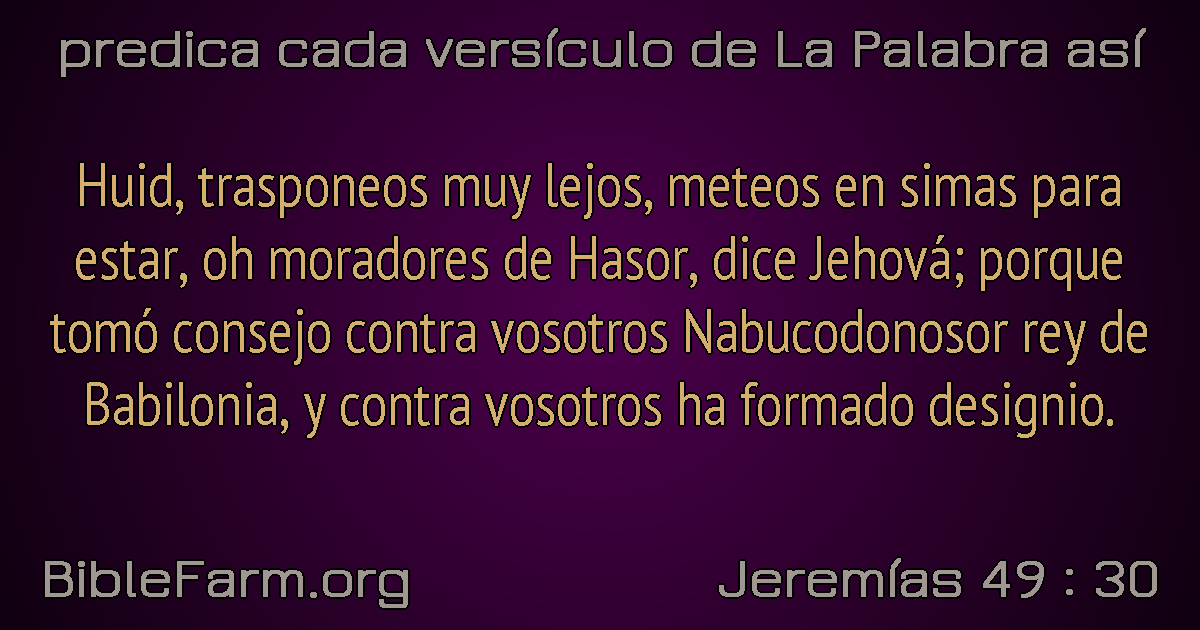 predica cada versículo de La Palabra así
Huid, trasponeos muy lejos, meteos en simas para
estar, oh moradores de Hasor, dice Jehová; porque
tomó consejo contra vosotros Nabucodonosor rey de
Babilonia, y contra vosotros ha formado designio.
BibleFarm.org
Jeremías 49 : 30